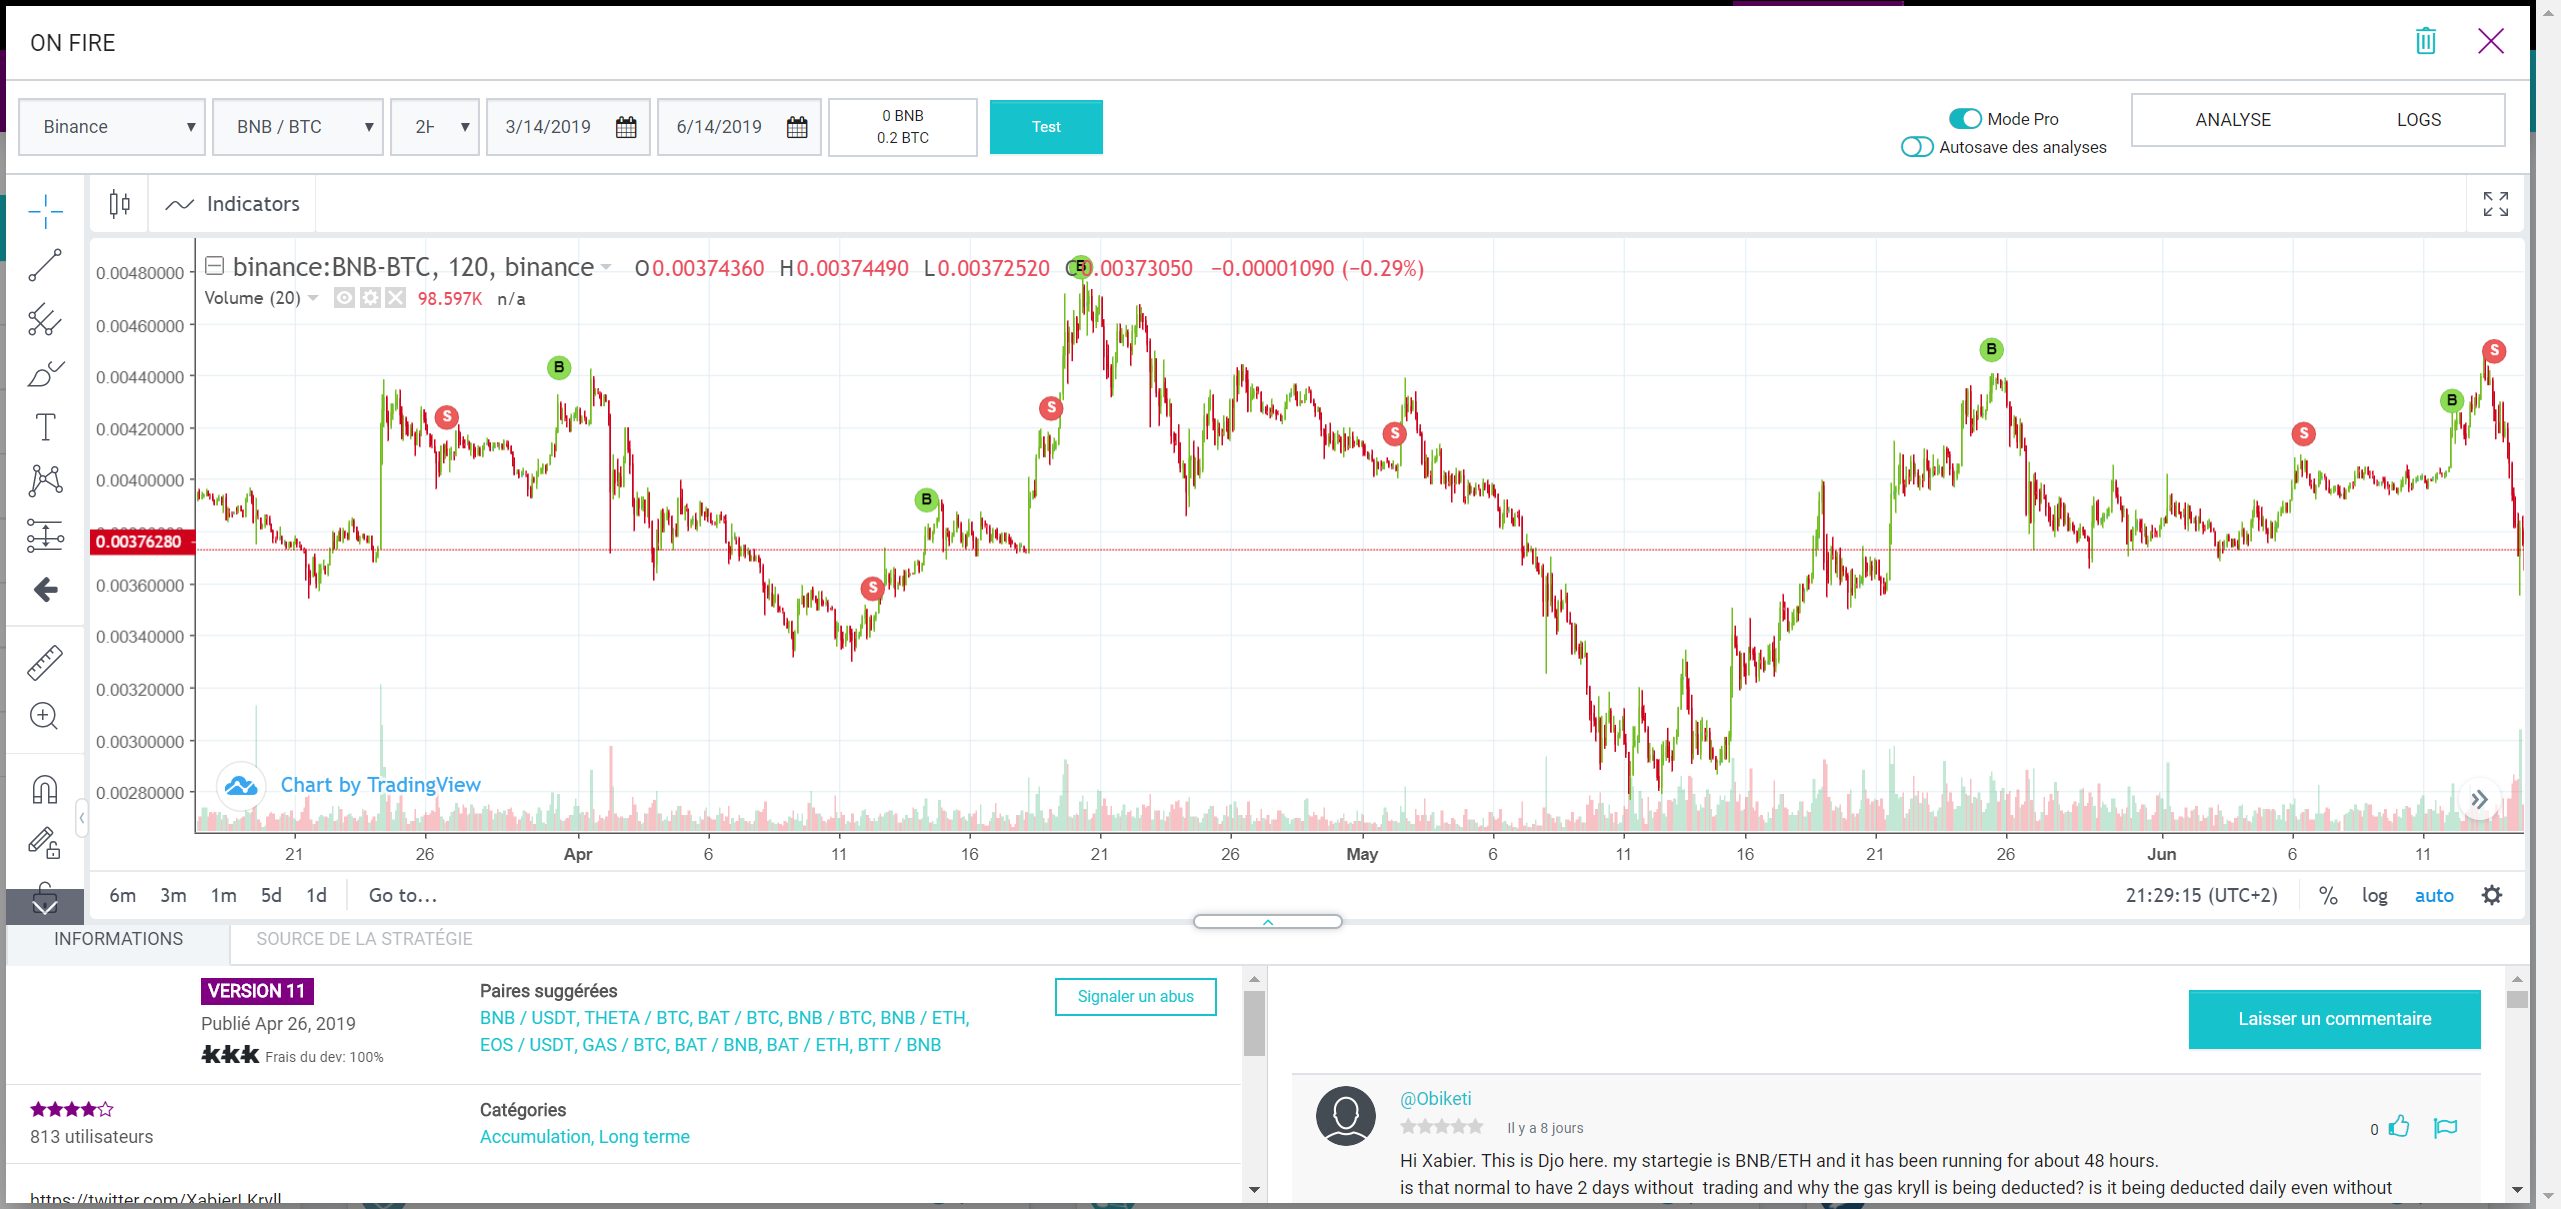 ON FIRE
Binance
BNB / BTC
3/14/2019
6/14/2019
0 BNB
0.2 BTC
Test
Mode Pro
Autosave des analyses
ANALYSE
LOGS
Indicators
binance:BNB-BTC, 120, binance
O0.00374360 H0.00374490 L0.00372520 C0.00373050 −0.00001090 (−0.29%)
Volume (20)
98.597K n/a
0.00480000
0.00460000
0.00440000
0.00420000
0.00400000
0.00376280
0.00360000
0.00340000
0.00320000
0.00300000
0.00280000
S
B
S
B
S
B
S
B
S
B
S
Chart by TradingView
21 26 Apr 6 11 16 21 26 May 6 11 16 21 26 Jun 6 11
6m 3m 1m 5d 1d Go to...
21:29:15 (UTC+2) % log auto
INFORMATIONS
SOURCE DE LA STRATÉGIE
VERSION 11
Publié Apr 26, 2019
Frais du dev: 100%
Paires suggérées
BNB / USDT, THETA / BTC, BAT / BTC, BNB / BTC, BNB / ETH,
EOS / USDT, GAS / BTC, BAT / BNB, BAT / ETH, BTT / BNB
Signaler un abus
813 utilisateurs
Catégories
Accumulation, Long terme
https://twitter.com/XabierLKryll
Laisser un commentaire
@Obiketi
Il y a 8 jours
0
Hi Xabier. This is Djo here. my startegie is BNB/ETH and it has been running for about 48 hours.
is that normal to have 2 days without trading and why the gas kryll is being deducted? is it being deducted daily even without